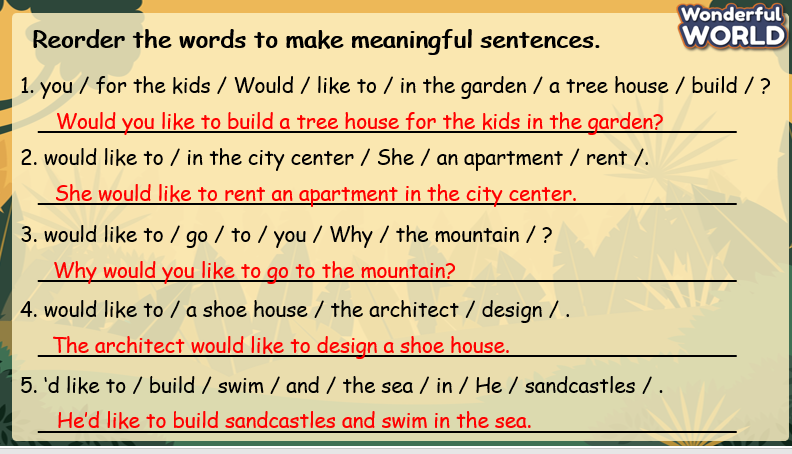 Wonderful
WORLD
Reorder the words to make meaningful sentences.
1. you / for the kids / Would / like to / in the garden / a tree house / build / ?
Would you like to build a tree house for the kids in the garden?
2. would like to / in the city center / She / an apartment / rent /.
She would like to rent an apartment in the city center.
3. would like to / go / to / you / Why / the mountain / ?
Why would you like to go to the mountain?
4. would like to / a shoe house / the architect / design / .
The architect would like to design a shoe house.
5. ‘d like to / build / swim / and / the sea / in / He / sandcastles / .
He’d like to build sandcastles and swim in the sea.